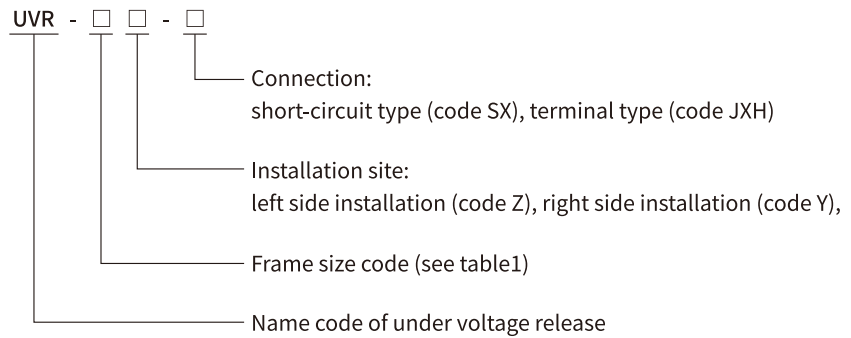 UVR - □ □ - □
Connection:
short-circuit type (code SX), terminal type (code JXH)
Installation site:
left side installation (code Z), right side installation (code Y),
Frame size code (see table1)
Name code of under voltage release